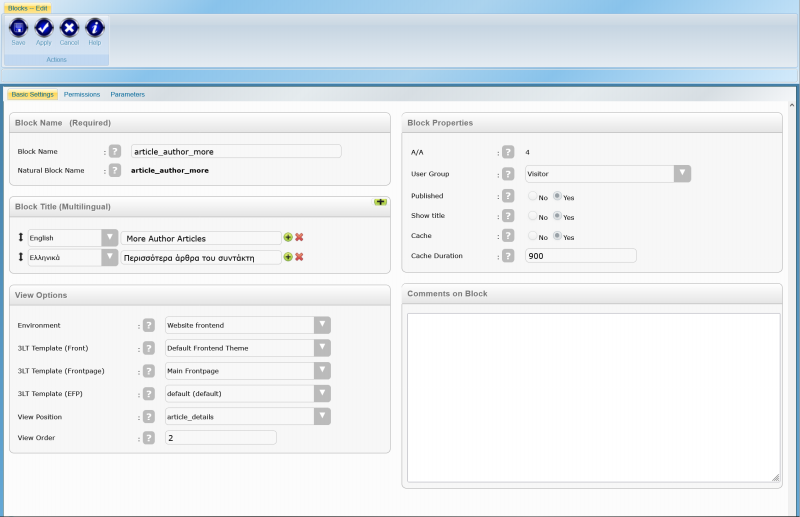 Blocks -- Edit
Save Apply Cancel Help
Actions
Basic Settings Permissions Parameters
Block Name (Required)
Block Name : ? article_author_more
Natural Block Name : ? article_author_more
Block Title (Multilingual)
English More Author Articles
Ελληνικά Περισσότερα άρθρα του συντάκτη
View Options
Environment : ? Website frontend
3LT Template (Front) : ? Default Frontend Theme
3LT Template (Frontpage) : ? Main Frontpage
3LT Template (EFP) : ? default (default)
View Position : ? article_details
View Order : ? 2
Block Properties
A/A : ? 4
User Group : ? Visitor
Published : ? No Yes
Show title : ? No Yes
Cache : ? No Yes
Cache Duration : ? 900
Comments on Block